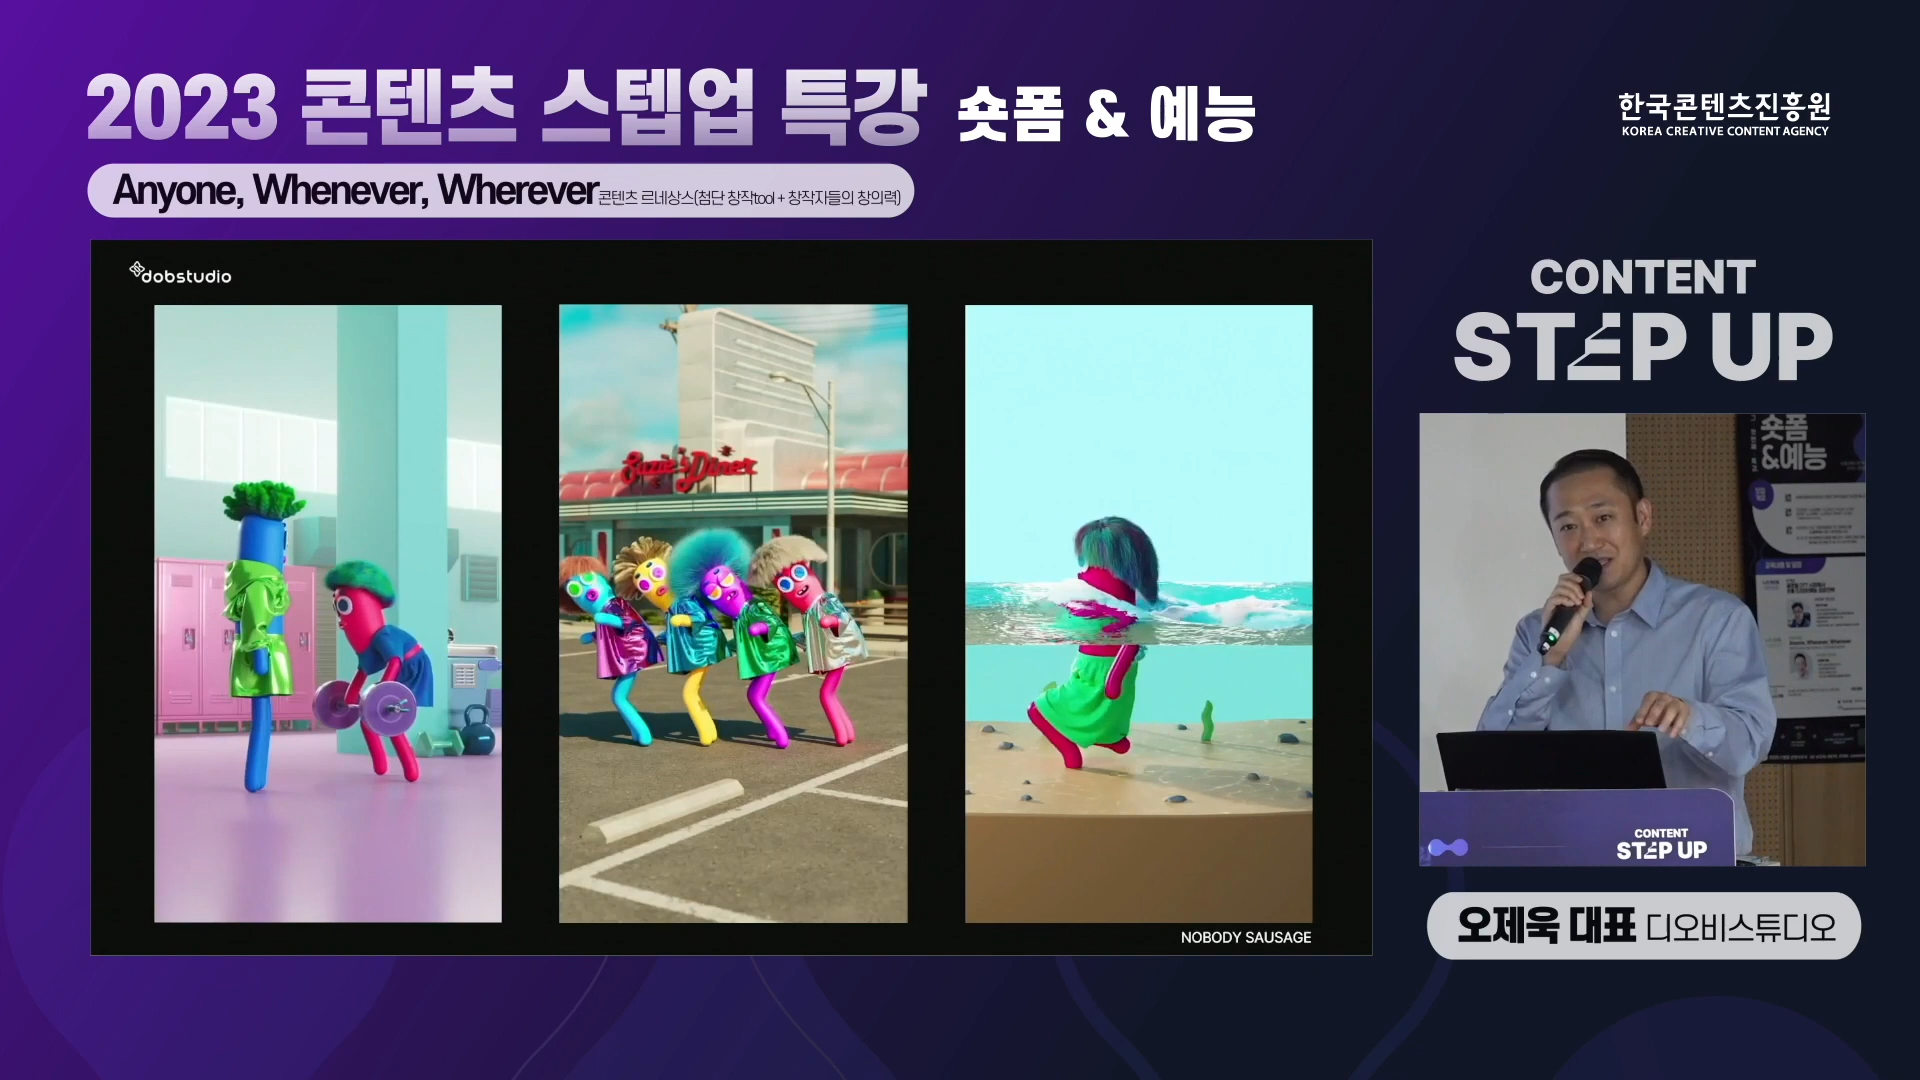 2023 콘텐츠 스텝업 특강 숏폼 & 예능
한국콘텐츠진흥원
KOREA CREATIVE CONTENT AGENCY
Anyone, Whenever, Wherever 콘텐츠 르네상스(첨단 창작tool + 창작자들의 창의력)
dobstudio
Suzie's Diner
NOBODY SAUSAGE
CONTENT
STEP UP
숏폼
&예능
CONTENT
STEP UP
오제욱 대표 디오비스튜디오